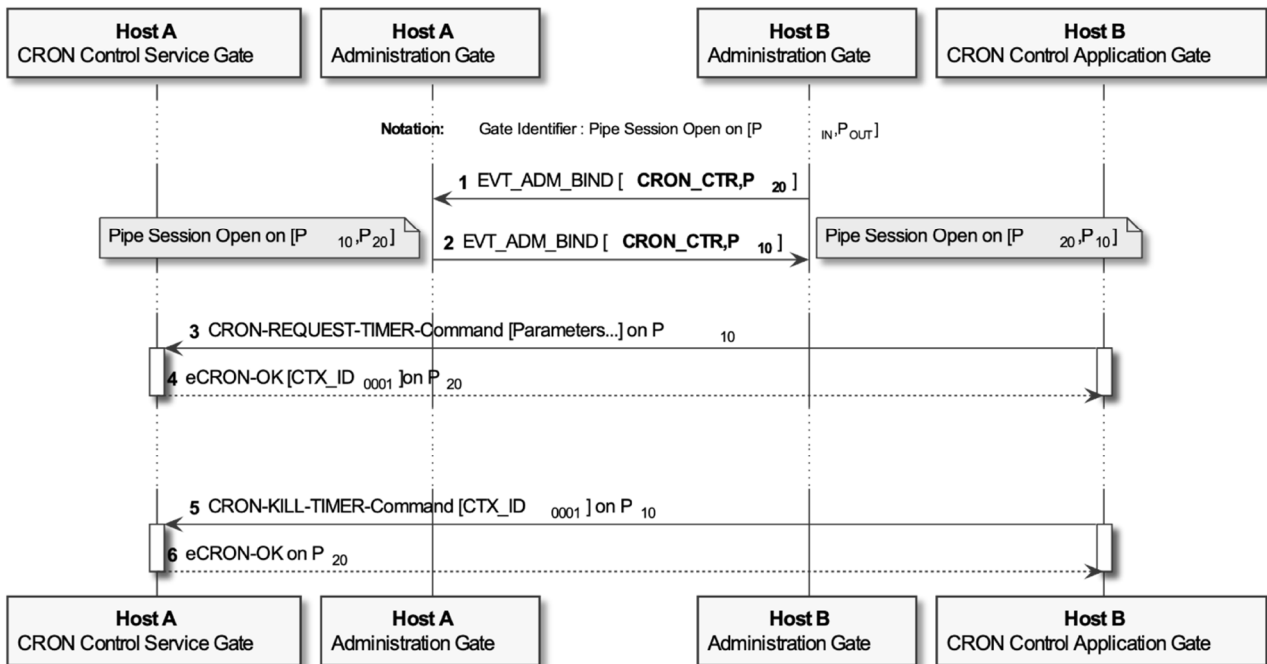 Host A
CRON Control Service Gate
Host A
Administration Gate
Host B
Administration Gate
Host B
CRON Control Application Gate
Notation: Gate Identifier : Pipe Session Open on [P IN,POUT]
1 EVT_ADM_BIND [ CRON_CTR,P 20 ]
Pipe Session Open on [P 10,P20]
2 EVT_ADM_BIND [ CRON_CTR,P 10 ]
Pipe Session Open on [P 20,P10]
3 CRON-REQUEST-TIMER-Command [Parameters...] on P 10
4 eCRON-OK [CTX_ID 0001 ]on P 20
5 CRON-KILL-TIMER-Command [CTX_ID 0001 ] on P 10
6 eCRON-OK on P 20
Host A
CRON Control Service Gate
Host A
Administration Gate
Host B
Administration Gate
Host B
CRON Control Application Gate